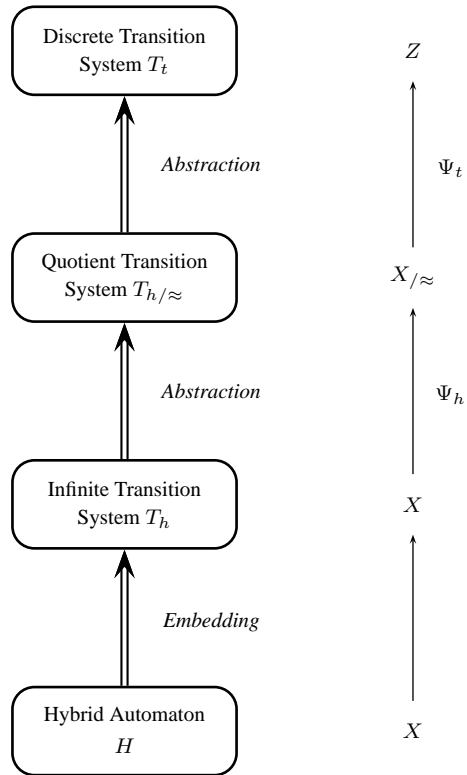 Discrete Transition
System T_t
Z
Abstraction
Ψ_t
Quotient Transition
System T_{h/≈}
X_{/≈}
Abstraction
Ψ_h
Infinite Transition
System T_h
X
Embedding
Hybrid Automaton
H
X